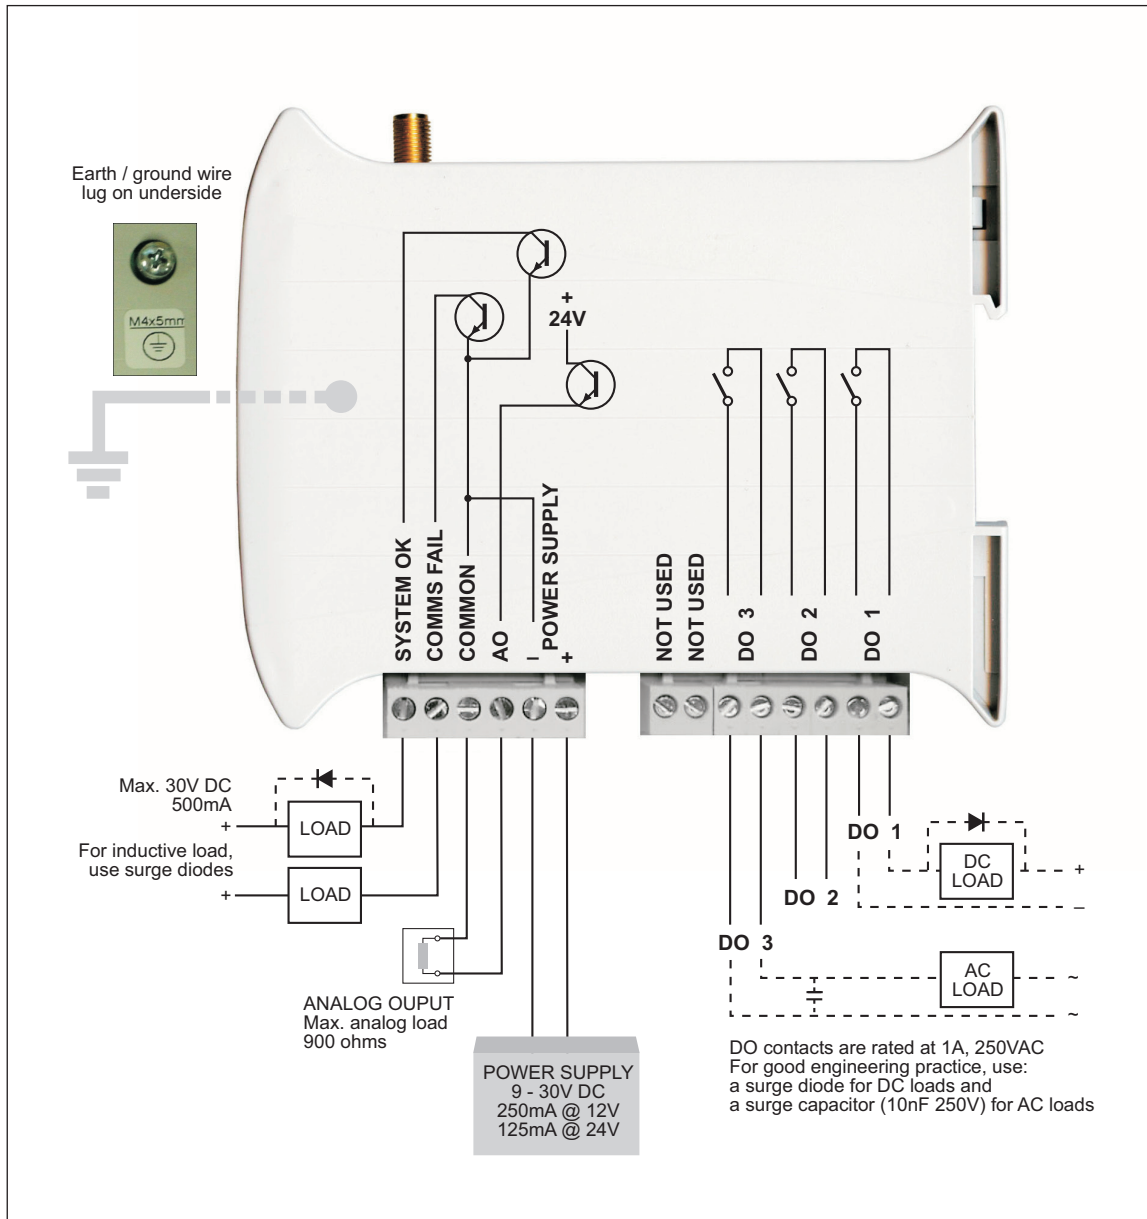 Earth / ground wire
lug on underside
M4x5mm
+
24V
SYSTEM OK
COMMS FAIL
COMMON
AO
– POWER SUPPLY +
NOT USED
NOT USED
DO 3
DO 2
DO 1
Max. 30V DC
500mA
+
LOAD
For inductive load,
use surge diodes
+
LOAD
ANALOG OUPUT
Max. analog load
900 ohms
POWER SUPPLY
9 - 30V DC
250mA @ 12V
125mA @ 24V
DO 1
DC
LOAD
+
–
DO 2
DO 3
AC
LOAD
~
~
DO contacts are rated at 1A, 250VAC
For good engineering practice, use:
a surge diode for DC loads and
a surge capacitor (10nF 250V) for AC loads